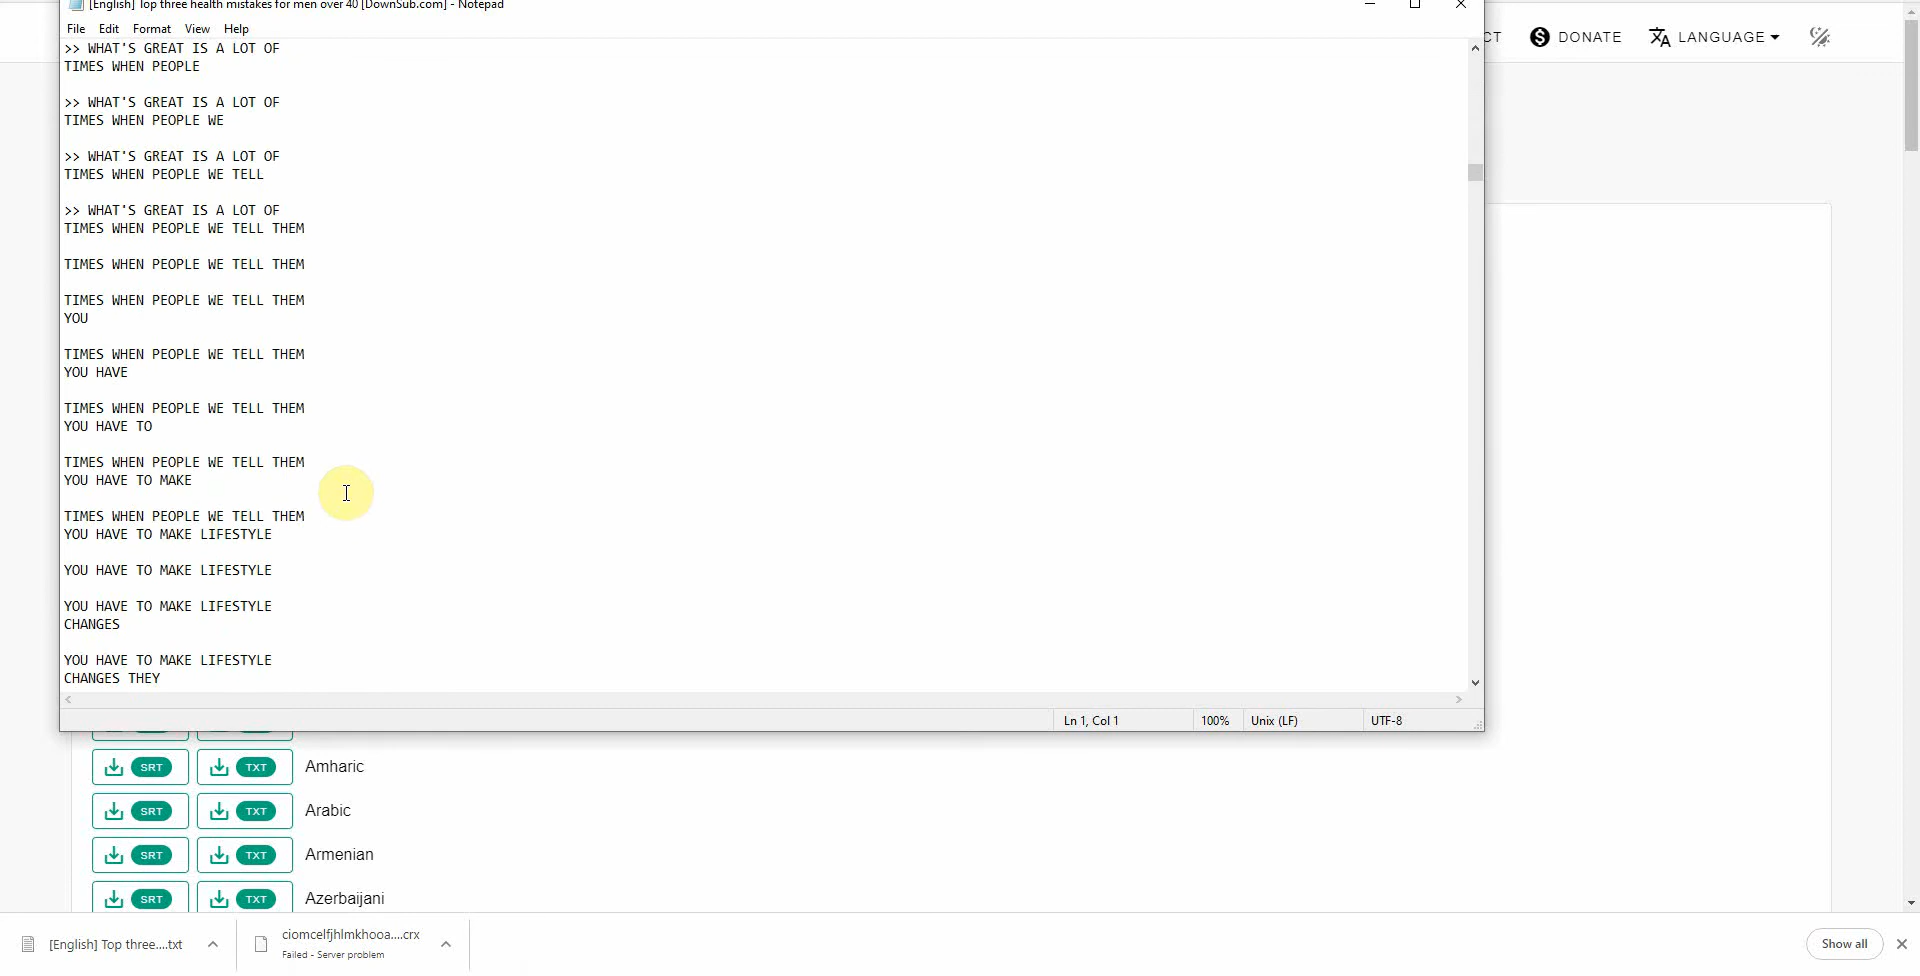 [English] Top three health mistakes for men over 40 [DownSub.com] - Notepad
File Edit Format View Help
CT DONATE LANGUAGE
>> WHAT'S GREAT IS A LOT OF
TIMES WHEN PEOPLE
>> WHAT'S GREAT IS A LOT OF
TIMES WHEN PEOPLE WE
>> WHAT'S GREAT IS A LOT OF
TIMES WHEN PEOPLE WE TELL
>> WHAT'S GREAT IS A LOT OF
TIMES WHEN PEOPLE WE TELL THEM
TIMES WHEN PEOPLE WE TELL THEM
TIMES WHEN PEOPLE WE TELL THEM
YOU
TIMES WHEN PEOPLE WE TELL THEM
YOU HAVE
TIMES WHEN PEOPLE WE TELL THEM
YOU HAVE TO
TIMES WHEN PEOPLE WE TELL THEM
YOU HAVE TO MAKE
TIMES WHEN PEOPLE WE TELL THEM
YOU HAVE TO MAKE LIFESTYLE
YOU HAVE TO MAKE LIFESTYLE
YOU HAVE TO MAKE LIFESTYLE
CHANGES
YOU HAVE TO MAKE LIFESTYLE
CHANGES THEY
Ln 1, Col 1 100% Unix (LF) UTF-8
SRT TXT Amharic
SRT TXT Arabic
SRT TXT Armenian
SRT TXT Azerbaijani
[English] Top three....txt
ciomcelfjhlmkhooa....crx
Failed - Server problem
Show all